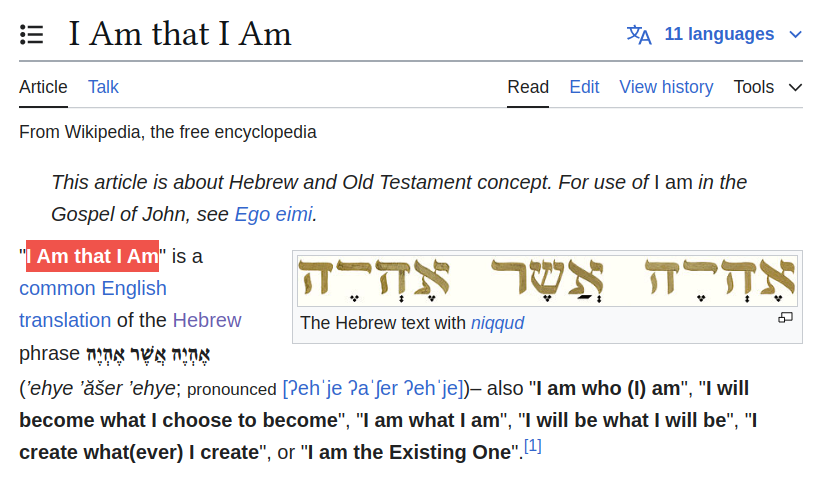 I Am that I Am
11 languages
Article Talk Read Edit View history Tools
From Wikipedia, the free encyclopedia
This article is about Hebrew and Old Testament concept. For use of I am in the
Gospel of John, see Ego eimi.
"I Am that I Am" is a
common English
translation of the Hebrew
phrase אֶהְיֶה אֲשֶׁר אֶהְיֶה
אֶהְיֶה אֲשֶׁר אֶהְיֶה
The Hebrew text with niqqud
(’ehye ’ăšer ’ehye; pronounced [ʔehˈje ʔaˈʃer ʔehˈje])– also "I am who (I) am", "I will
become what I choose to become", "I am what I am", "I will be what I will be", "I
create what(ever) I create", or "I am the Existing One".[1]